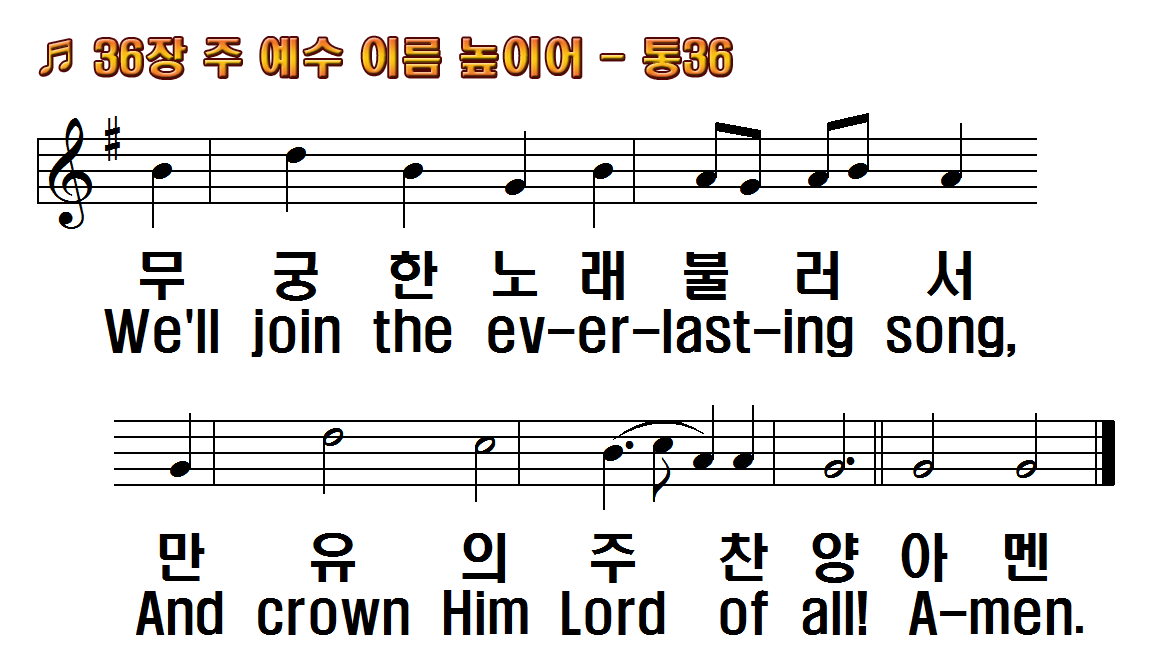 ♬ 36장 주 예수 이름 높이어 - 통36
무 궁 한 노 래 불 러 서
We'll join the ev-er-last-ing song,
만 유 의 주 찬 양 아 멘
And crown Him Lord of all! A-men.